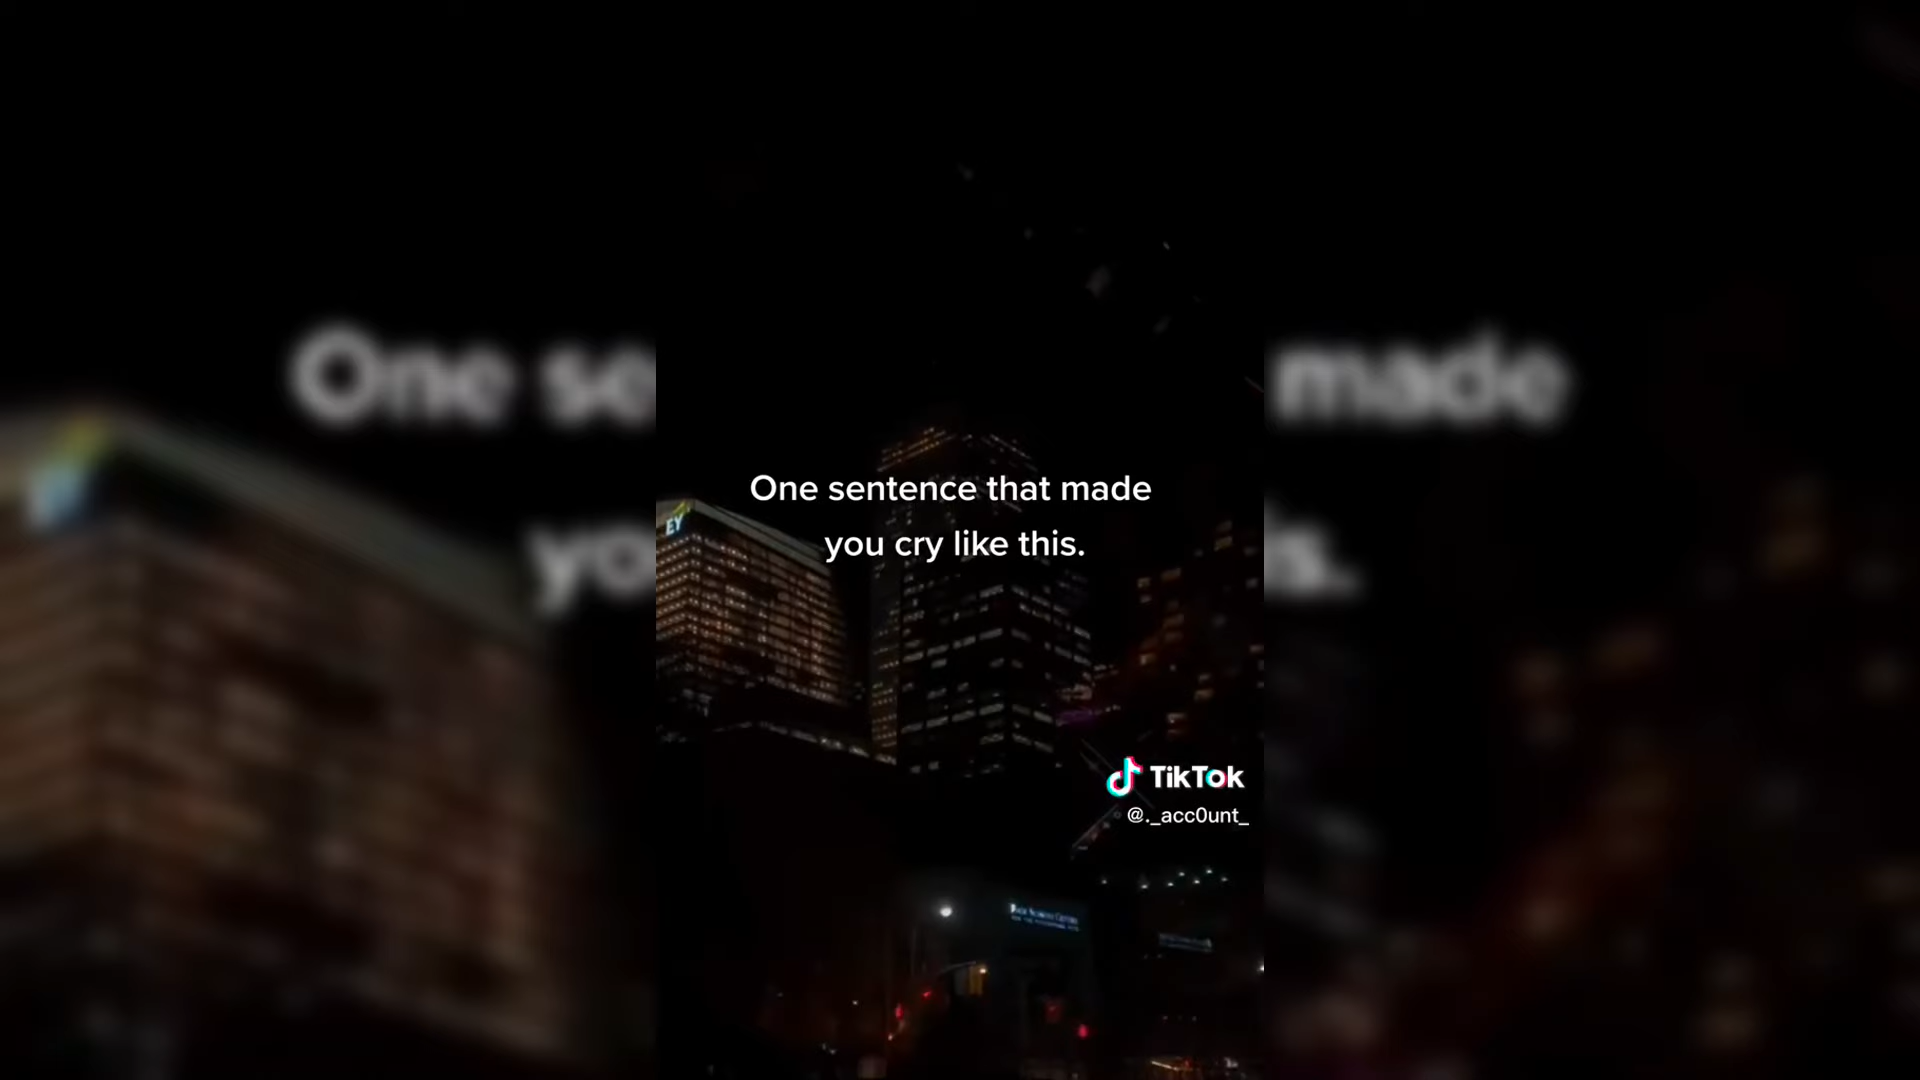 One sentence that made
you cry like this.
EY
TikTok
@._acc0unt_